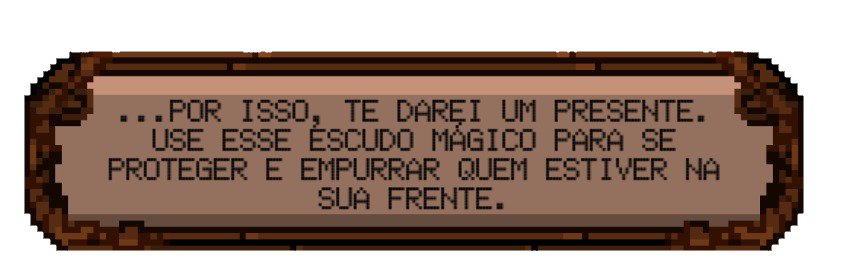 ...POR ISSO, TE DAREI UM PRESENTE.
USE ESSE ESCUDO MÁGICO PARA SE
PROTEGER E EMPURRAR QUEM ESTIVER NA
SUA FRENTE.